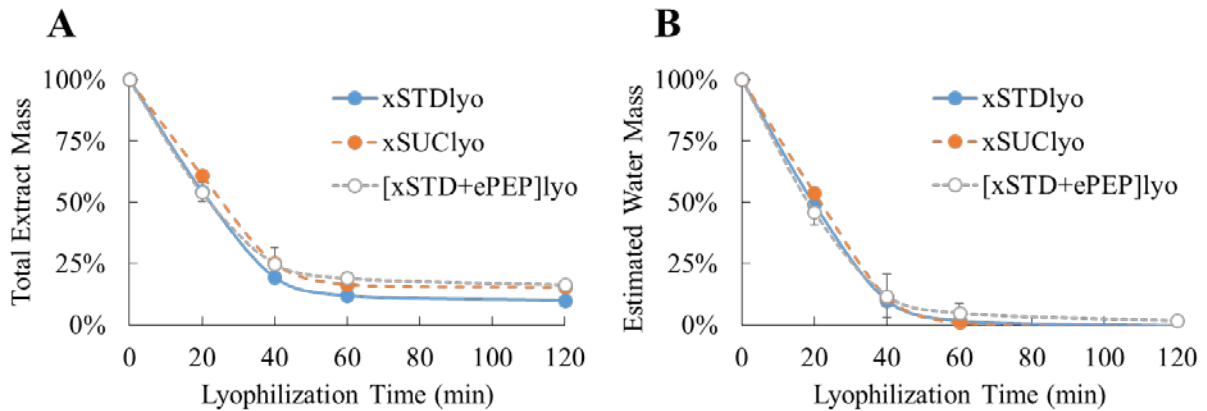 A
Total Extract Mass
100%
75%
50%
25%
0%
xSTDlyo
xSUClyo
[xSTD+ePEP]lyo
0 20 40 60 80 100 120
Lyophilization Time (min)
B
Estimated Water Mass
100%
75%
50%
25%
0%
xSTDlyo
xSUClyo
[xSTD+ePEP]lyo
0 20 40 60 80 100 120
Lyophilization Time (min)